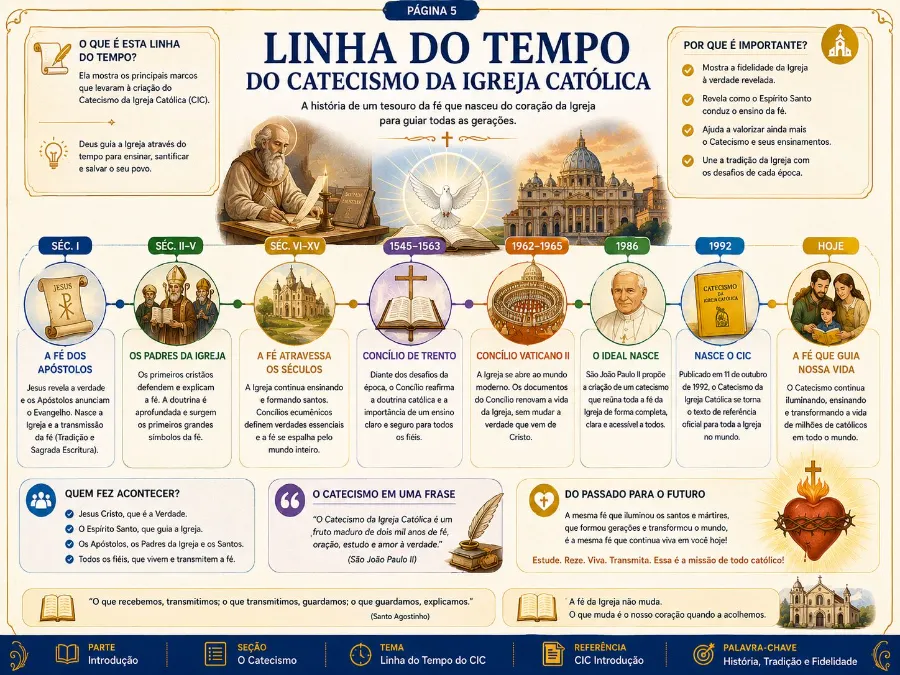 PÁGINA 5
LINHA DO TEMPO
DO CATECISMO DA IGREJA CATÓLICA
A história de um tesouro da fé que nasceu do coração da Igreja
para guiar todas as gerações.
O QUE É ESTA LINHA
DO TEMPO?
Ela mostra os principais marcos
que levaram à criação do
Catecismo da Igreja Católica (CIC).
Deus guia a Igreja através do
tempo para ensinar, santificar
e salvar o seu povo.
POR QUE É IMPORTANTE?
Mostra a fidelidade da Igreja
à verdade revelada.
Revela como o Espírito Santo
conduz o ensino da fé.
Ajuda a valorizar ainda mais
o Catecismo e seus ensinamentos.
Une a tradição da Igreja com
os desafios de cada época.
SÉC. I
JESUS
A FÉ DOS
APÓSTOLOS
Jesus revela a verdade
e os Apóstolos anunciam
o Evangelho. Nasce a
Igreja e a transmissão
da fé (Tradição e
Sagrada Escritura).
SÉC. II–V
OS PADRES DA IGREJA
Os primeiros cristãos
defendem e explicam
a fé. A doutrina é
aprofundada e surgem
os primeiros grandes
símbolos da fé.
SÉC. VI–XV
A FÉ ATRAVESSA
OS SÉCULOS
A Igreja continua ensinando
e formando santos.
Concílios ecumênicos
definem verdades essenciais
e a fé se espalha pelo
mundo inteiro.
1545–1563
CONCÍLIO DE TRENTO
Diante dos desafios da
época, o Concílio reafirma
a doutrina católica e a
importância de um ensino
claro e seguro para todos
os fiéis.
1962–1965
CONCÍLIO VATICANO II
A Igreja se abre ao mundo
moderno. Os documentos
do Concílio renovam a vida
da Igreja, sem mudar a
verdade que vem de
Cristo.
1986
O IDEAL NASCE
São João Paulo II propõe
a criação de um catecismo
que reúna toda a fé da
Igreja de forma completa,
clara e acessível a todos.
1992
CATECISMO
DA
IGREJA CATÓLICA
NASCE O CIC
Publicado em 11 de outubro
de 1992, o Catecismo da
Igreja Católica se torna
o texto de referência
oficial para toda a Igreja
no mundo.
HOJE
A FÉ QUE GUIA
NOSSA VIDA
O Catecismo continua
iluminando, ensinando
e transformando a vida
de milhões de católicos
em todo o mundo.
QUEM FEZ ACONTECER?
Jesus Cristo, que é a Verdade.
O Espírito Santo, que guia a Igreja.
Os Apóstolos, os Padres da Igreja e os Santos.
Todos os fiéis, que vivem e transmitem a fé.
O CATECISMO EM UMA FRASE
“O Catecismo da Igreja Católica é um
fruto maduro de dois mil anos de fé,
oração, estudo e amor à verdade.”
(São João Paulo II)
DO PASSADO PARA O FUTURO
A mesma fé que iluminou os santos e mártires,
que formou gerações e transformou o mundo,
é a mesma fé que continua viva em você hoje!
Estude. Reze. Viva. Transmita. Essa é a missão de todo católico!
“O que recebemos, transmitimos; o que transmitimos, guardamos; o que guardamos, explicamos.”
(Santo Agostinho)
A fé da Igreja não muda.
O que muda é o nosso coração quando a acolhemos.
PARTE
Introdução
SEÇÃO
O Catecismo
TEMA
Linha do Tempo do CIC
REFERÊNCIA
CIC Introdução
PALAVRA-CHAVE
História, Tradição e Fidelidade